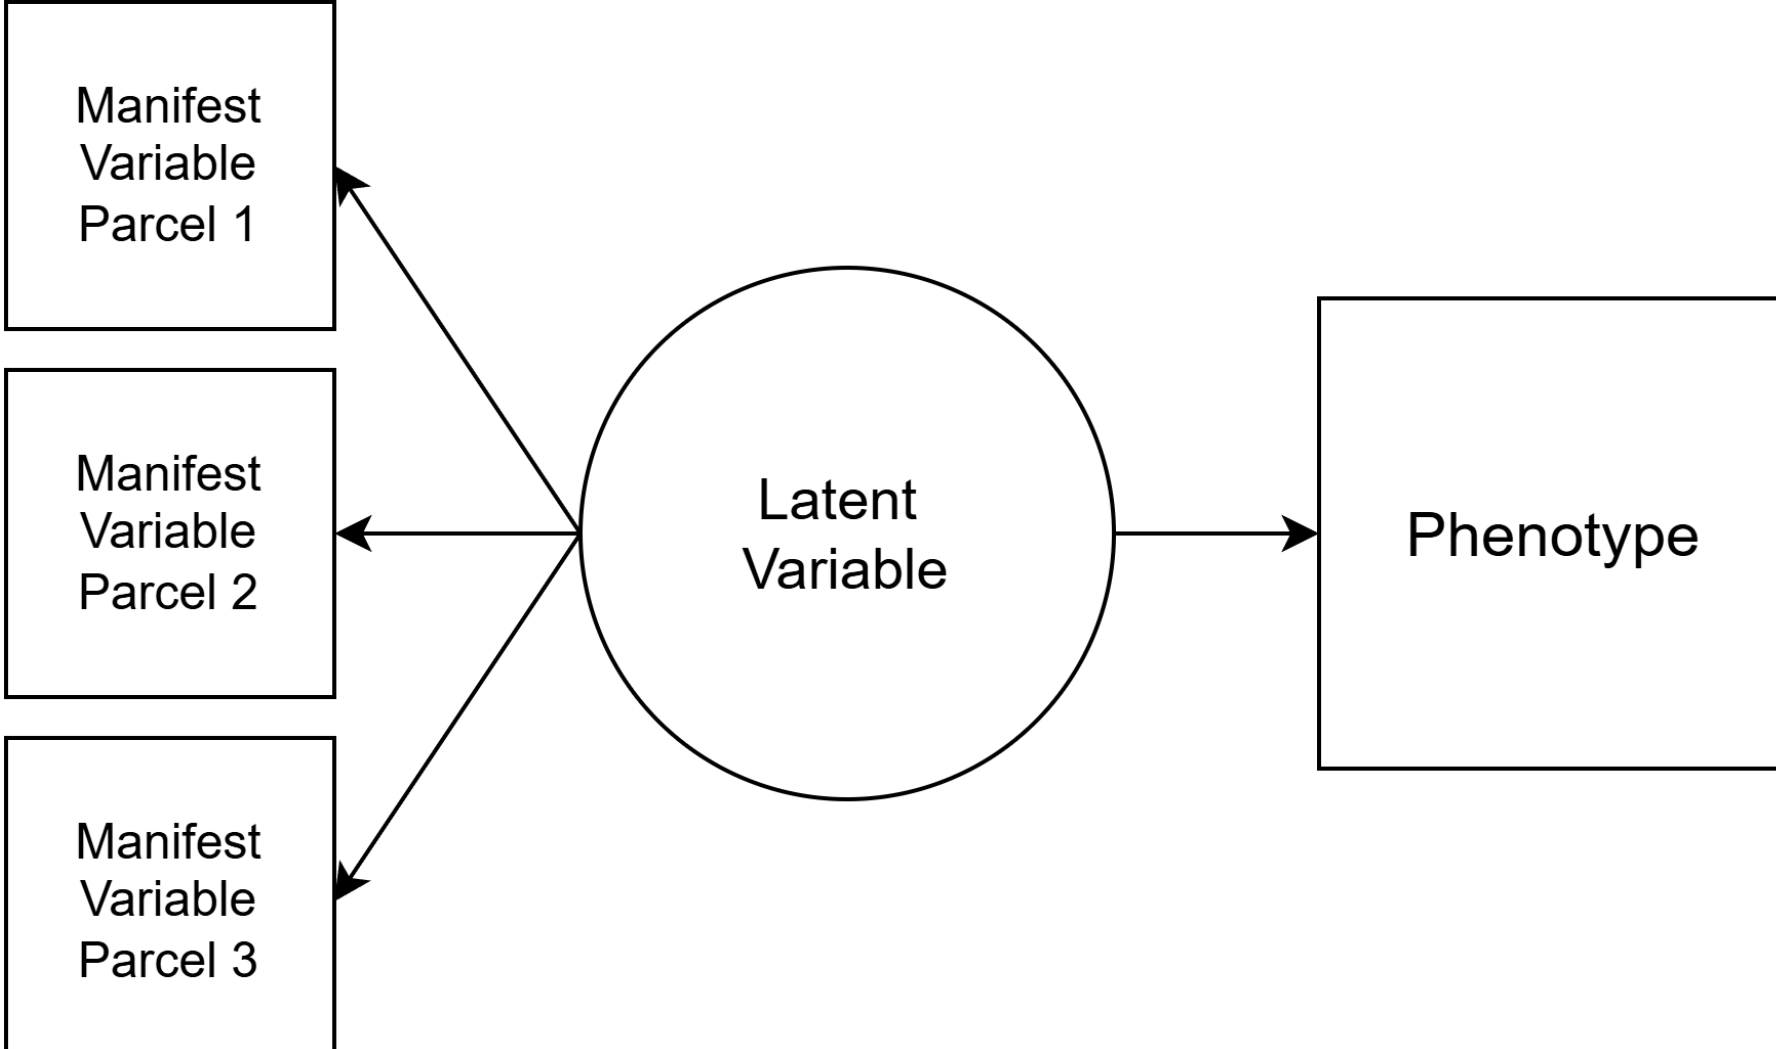 Manifest
Variable
Parcel 1
Manifest
Variable
Parcel 2
Manifest
Variable
Parcel 3
Latent
Variable
Phenotype